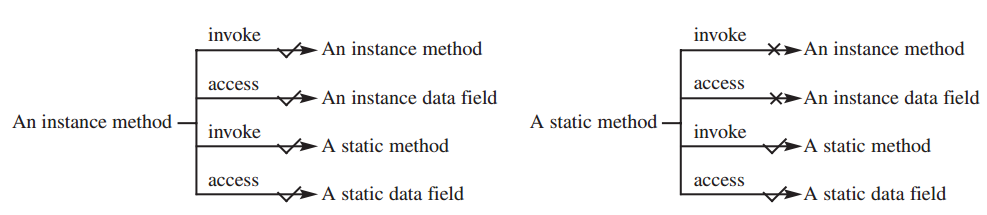 invoke
An instance method
access
An instance data field
An instance method
invoke
A static method
access
A static data field
invoke
An instance method
access
An instance data field
A static method
invoke
A static method
access
A static data field